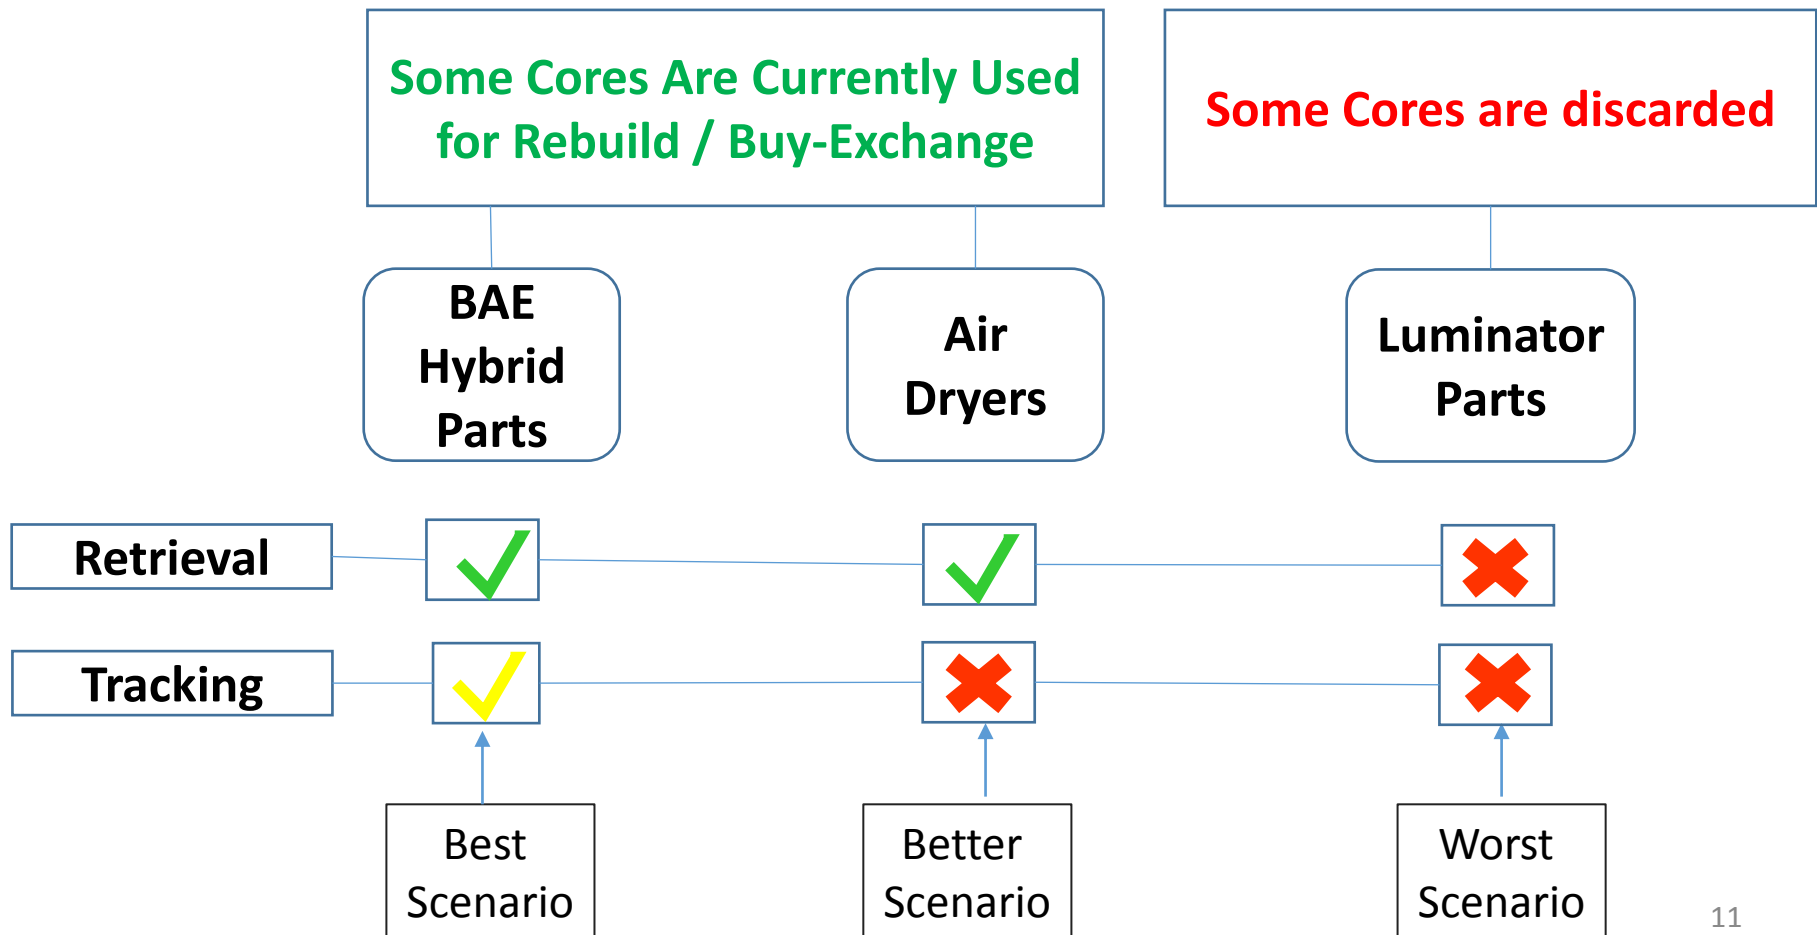 Some Cores Are Currently Used
for Rebuild / Buy-Exchange
Some Cores are discarded
BAE
Hybrid
Parts
Air
Dryers
Luminator
Parts
Retrieval
Tracking
Best
Scenario
Better
Scenario
Worst
Scenario
11